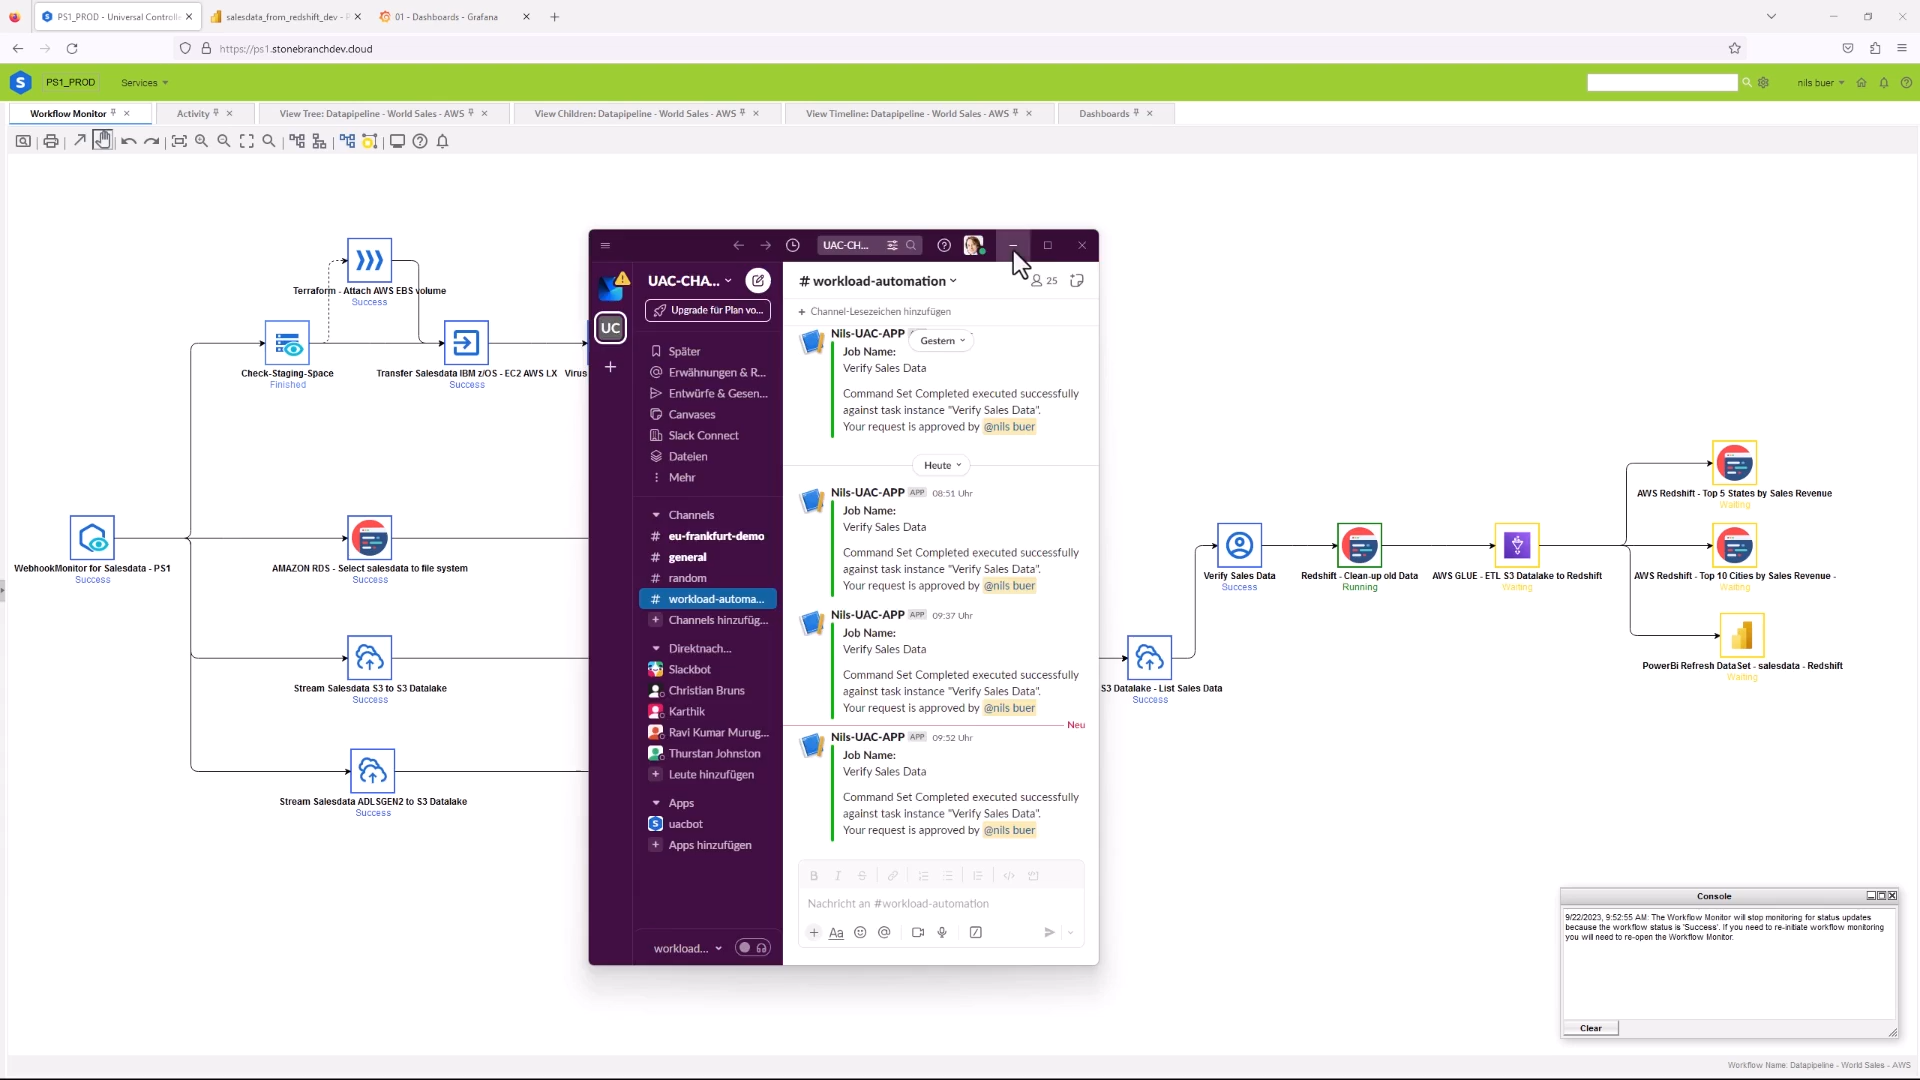 PS1_PROD - Universal Controlle
salesdata_from_redshift_dev - P
01 - Dashboards - Grafana
https://ps1.stonebranchdev.cloud
PS1_PROD
Services
nils buer
Workflow Monitor
Activity
View Tree: Datapipeline - World Sales - AWS
View Children: Datapipeline - World Sales - AWS
View Timeline: Datapipeline - World Sales - AWS
Dashboards
Terraform - Attach AWS EBS volume
Success
Check-Staging-Space
Finished
Transfer Salesdata IBM z/OS - EC2 AWS LX
Success
Virus
WebhookMonitor for Salesdata - PS1
Success
AMAZON RDS - Select salesdata to file system
Success
Stream Salesdata S3 to S3 Datalake
Success
Stream Salesdata ADLSGEN2 to S3 Datalake
Success
UAC-CH...
UC
UAC-CHA...
Upgrade für Plan vo...
Später
Erwähnungen & R...
Entwürfe & Gesen...
Canvases
Slack Connect
Dateien
Mehr
Channels
# eu-frankfurt-demo
# general
# random
# workload-automa...
Channels hinzufüg...
Direktnach...
Slackbot
Christian Bruns
Karthik
Ravi Kumar Murug...
Thurstan Johnston
Leute hinzufügen
Apps
uacbot
Apps hinzufügen
workload...
# workload-automation
25
Channel-Lesezeichen hinzufügen
Nils-UAC-APP
Gestern
Job Name:
Verify Sales Data
Command Set Completed executed successfully
against task instance "Verify Sales Data".
Your request is approved by @nils buer
Heute
Nils-UAC-APP APP 08:51 Uhr
Job Name:
Verify Sales Data
Command Set Completed executed successfully
against task instance "Verify Sales Data".
Your request is approved by @nils buer
Nils-UAC-APP APP 09:37 Uhr
Job Name:
Verify Sales Data
Command Set Completed executed successfully
against task instance "Verify Sales Data".
Your request is approved by @nils buer
Neu
Nils-UAC-APP APP 09:52 Uhr
Job Name:
Verify Sales Data
Command Set Completed executed successfully
against task instance "Verify Sales Data".
Your request is approved by @nils buer
Nachricht an #workload-automation
Aa
S3 Datalake - List Sales Data
Success
Verify Sales Data
Success
Redshift - Clean-up old Data
Running
AWS GLUE - ETL S3 Datalake to Redshift
Waiting
AWS Redshift - Top 5 States by Sales Revenue
Waiting
AWS Redshift - Top 10 Cities by Sales Revenue -
Waiting
PowerBi Refresh DataSet - salesdata - Redshift
Waiting
Console
9/22/2023, 9:52:55 AM: The Workflow Monitor will stop monitoring for status updates
because the workflow status is 'Success'. If you need to re-initiate workflow monitoring
you will need to re-open the Workflow Monitor.
Clear
Workflow Name: Datapipeline - World Sales - AWS